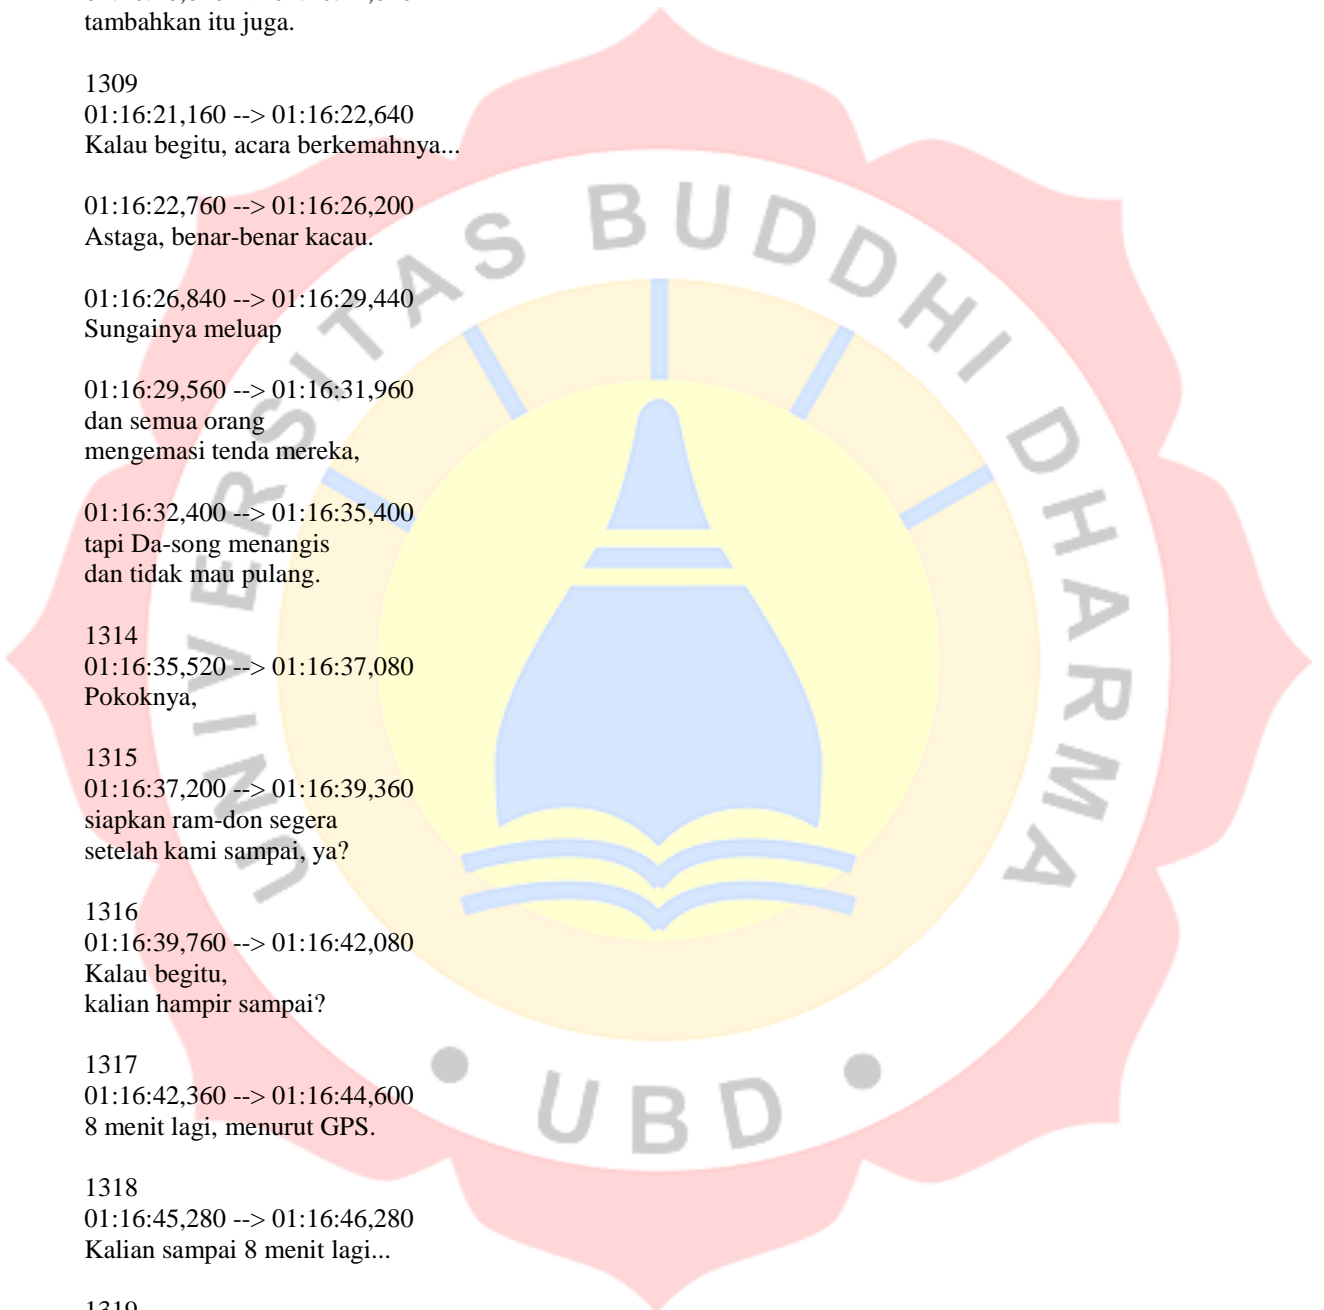 tambahkan itu juga.
1309
01:16:21,160 --> 01:16:22,640
Kalau begitu, acara berkemahnya...
01:16:22,760 --> 01:16:26,200
Astaga, benar-benar kacau.
01:16:26,840 --> 01:16:29,440
Sungainya meluap
01:16:29,560 --> 01:16:31,960
dan semua orang
mengemasi tenda mereka,
01:16:32,400 --> 01:16:35,400
tapi Da-song menangis
dan tidak mau pulang.
1314
01:16:35,520 --> 01:16:37,080
Pokoknya,
1315
01:16:37,200 --> 01:16:39,360
siapkan ram-don segera
setelah kami sampai, ya?
1316
01:16:39,760 --> 01:16:42,080
Kalau begitu,
kalian hampir sampai?
1317
01:16:42,360 --> 01:16:44,600
8 menit lagi, menurut GPS.
1318
01:16:45,280 --> 01:16:46,280
Kalian sampai 8 menit lagi...
1319
UNIVERSITAS BUDDHI DHARMA
• UBD •